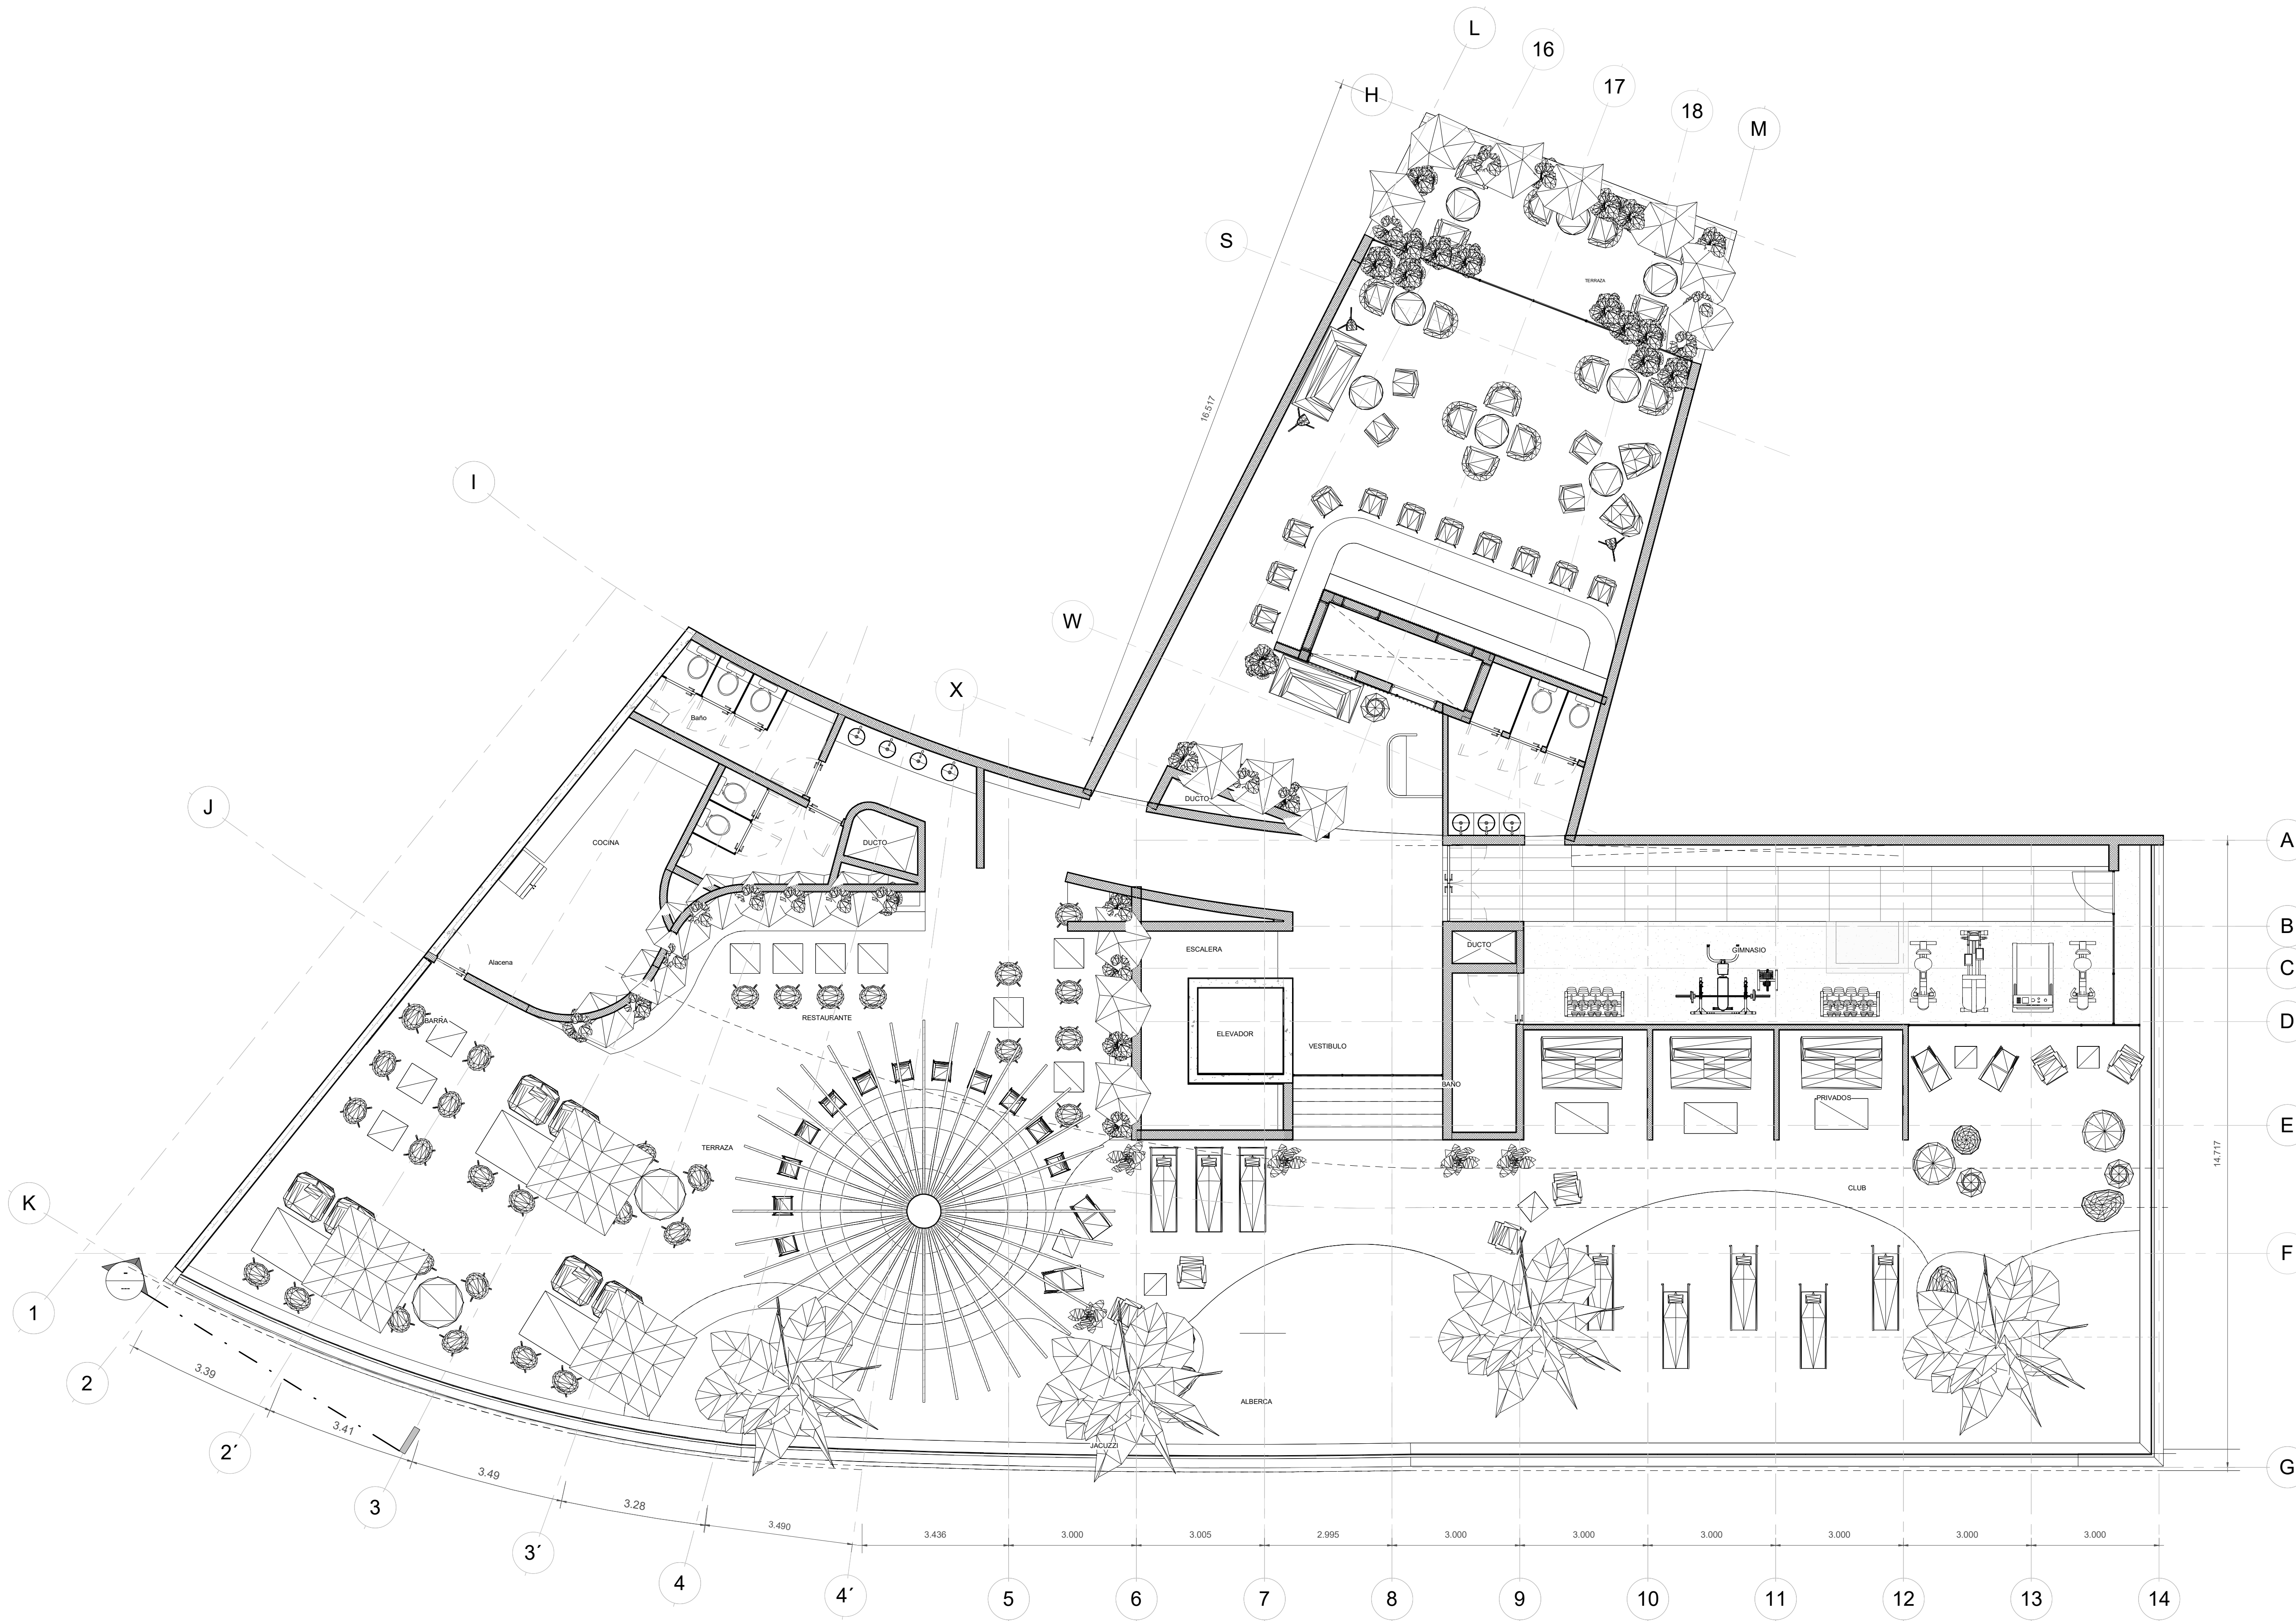 L
16
17
H
18
M
S
TERRAZA
16.517
I
W
X
Baño
J
DUCTO
COCINA
DUCTO
A
B
ESCALERA
DUCTO
GIMNASIO
Alacena
C
RESTAURANTE
BARRA
D
ELEVADOR
VESTIBULO
BAÑO
PRIVADOS
E
TERRAZA
14.717
CLUB
K
F
1
3.39
2
ALBERCA
3.41
JACUZZI
2´
3.49
G
3
3.28
3.490
3.436
3.000
3.005
2.995
3.000
3.000
3.000
3.000
3.000
3.000
3´
4
4´
5
6
7
8
9
10
11
12
13
14